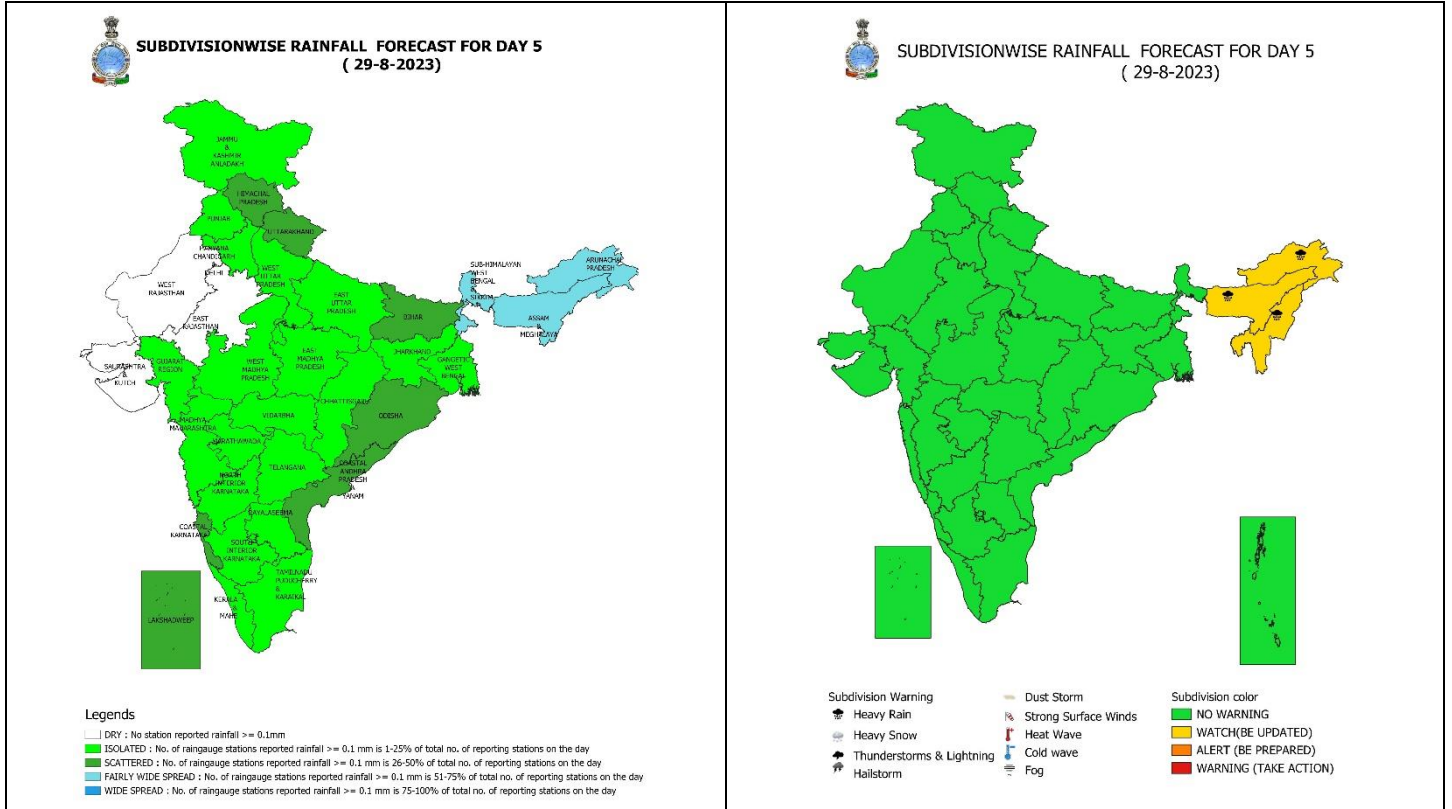 SUBDIVISIONWISE RAINFALL FORECAST FOR DAY 5
( 29-8-2023)
JAMMU
&
KASHMIR
ANLADAKH
HIMACHAL
PRADESH
PUNJAB
UTTARAKHAND
HARYANA
CHANDIGARH
&
DELHI
WEST
UTTAR
PRADESH
WEST
RAJASTHAN
EAST
RAJASTHAN
EAST
UTTAR
PRADESH
SUB-HIMALAYAN
WEST
BENGAL
&
SIKKIM
ARUNACHAL
PRADESH
ASSAM
&
MEGHALAYA
BIHAR
SAURASHTRA
&
KUTCH
GUJARAT
REGION
WEST
MADHYA
PRADESH
EAST
MADHYA
PRADESH
JHARKHAND
GANGETIC
WEST
BENGAL
CHHATTISGARH
ODISHA
VIDARBHA
MADHYA
MAHARASHTRA
MARATHAWADA
TELANGANA
COASTAL
ANDHRA
PRADESH
&
YANAM
NORTH
INTERIOR
KARNATAKA
RAYALASEEMA
COASTAL
KARNATAKA
SOUTH
INTERIOR
KARNATAKA
TAMILNADU
PUDUCHERRY
&
KARAIKAL
KERALA
&
MAHE
LAKSHADWEEP
Legends
DRY : No station reported rainfall >= 0.1mm
ISOLATED : No. of raingauge stations reported rainfall >= 0.1 mm is 1-25% of total no. of reporting stations on the day
SCATTERED : No. of raingauge stations reported rainfall >= 0.1 mm is 26-50% of total no. of reporting stations on the day
FAIRLY WIDE SPREAD : No. of raingauge stations reported rainfall >= 0.1 mm is 51-75% of total no. of reporting stations on the day
WIDE SPREAD : No. of raingauge stations reported rainfall >= 0.1 mm is 75-100% of total no. of reporting stations on the day
SUBDIVISIONWISE RAINFALL FORECAST FOR DAY 5
( 29-8-2023)
Subdivision Warning
Heavy Rain
Heavy Snow
Thunderstorms & Lightning
Hailstorm
Dust Storm
Strong Surface Winds
Heat Wave
Cold wave
Fog
Subdivision color
NO WARNING
WATCH(BE UPDATED)
ALERT (BE PREPARED)
WARNING (TAKE ACTION)